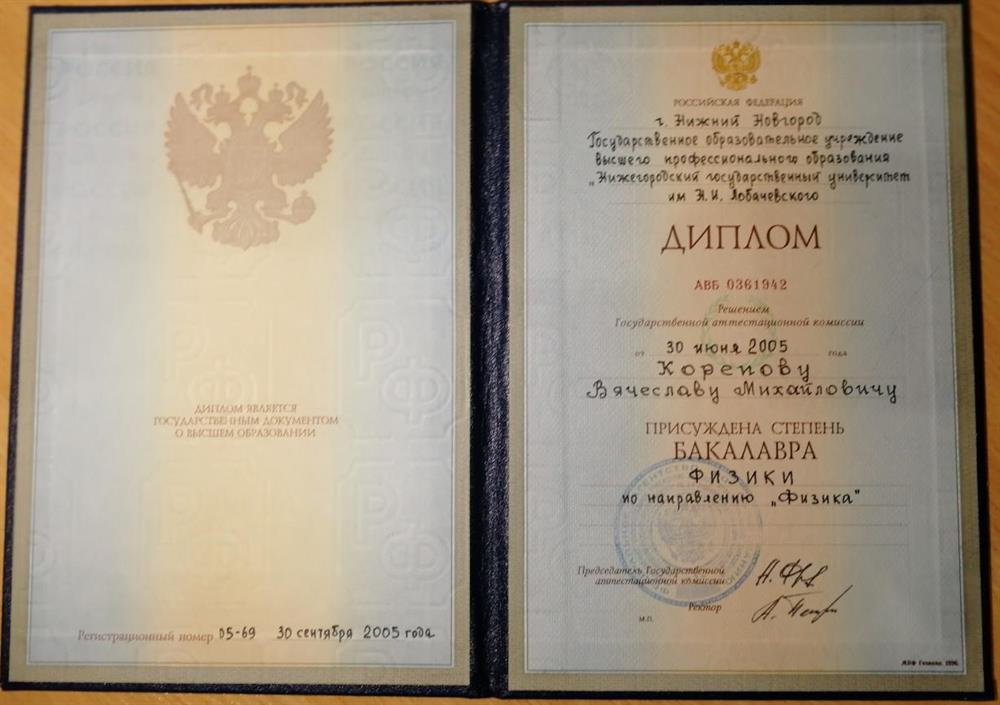 ДИПЛОМ ЯВЛЯЕТСЯ
ГОСУДАРСТВЕННЫМ ДОКУМЕНТОМ
О ВЫСШЕМ ОБРАЗОВАНИИ
Регистрационный номер 05-69 30 сентября 2005 года
РОССИЙСКАЯ ФЕДЕРАЦИЯ
г. Нижний Новгород
Государственное образовательное учреждение
высшего профессионального образования
„Нижегородский государственный университет
им Н.И. Лобачевского
ДИПЛОМ
АВБ 0361942
Решением
Государственной аттестационной комиссии
от 30 июня 2005 года
Корепову
Вячеславу Михайловичу
ПРИСУЖДЕНА СТЕПЕНЬ
БАКАЛАВРА
ФИЗИКИ
по направлению „Физика"
Председатель Государственной
аттестационной комиссии
Ректор
М.П.